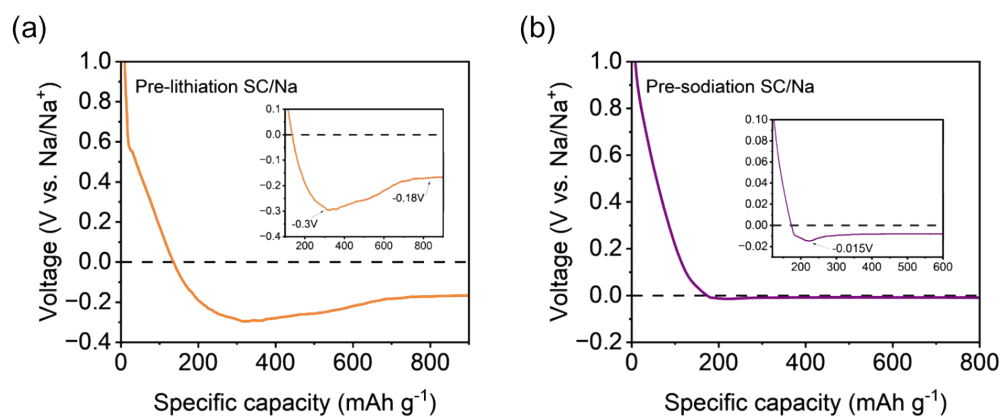 (a)
1.0
0.8
0.6
0.4
0.2
0.0
−0.2
−0.4
Voltage (V vs. Na/Na⁺)
Pre-lithiation SC/Na
0.1
0.0
−0.1
−0.2
−0.3
−0.4
-0.3V
-0.18V
200 400 600 800
0 200 400 600 800
Specific capacity (mAh g⁻¹)
(b)
1.0
0.8
0.6
0.4
0.2
0.0
−0.2
Voltage (V vs. Na/Na⁺)
Pre-sodiation SC/Na
0.10
0.08
0.06
0.04
0.02
0.00
−0.02
-0.015V
200 300 400 500 600
0 200 400 600 800
Specific capacity (mAh g⁻¹)